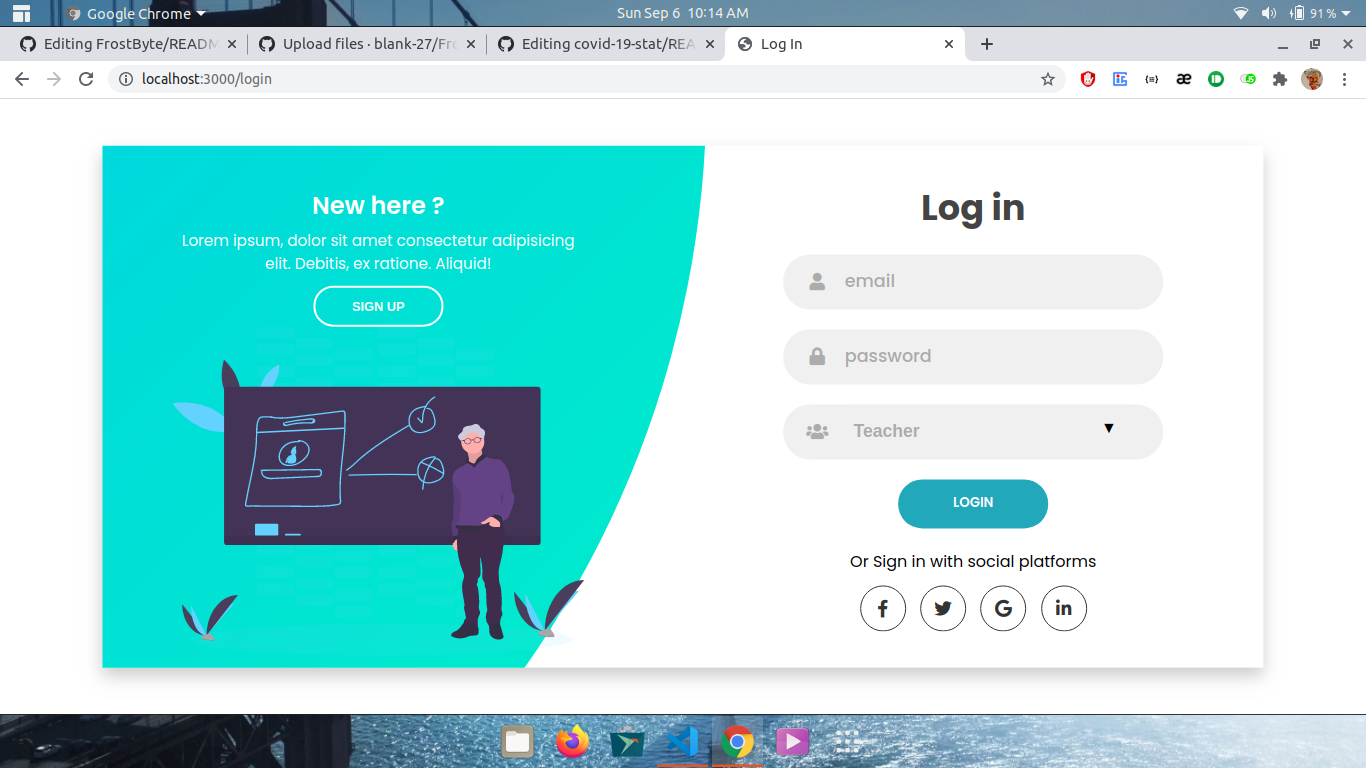 Google Chrome
Sun Sep 6 10:14 AM
91 %
Editing FrostByte/READM
Upload files · blank-27/Fro
Editing covid-19-stat/REA
Log In
localhost:3000/login
New here ?
Lorem ipsum, dolor sit amet consectetur adipisicing
elit. Debitis, ex ratione. Aliquid!
SIGN UP
Log in
email
password
Teacher
LOGIN
Or Sign in with social platforms